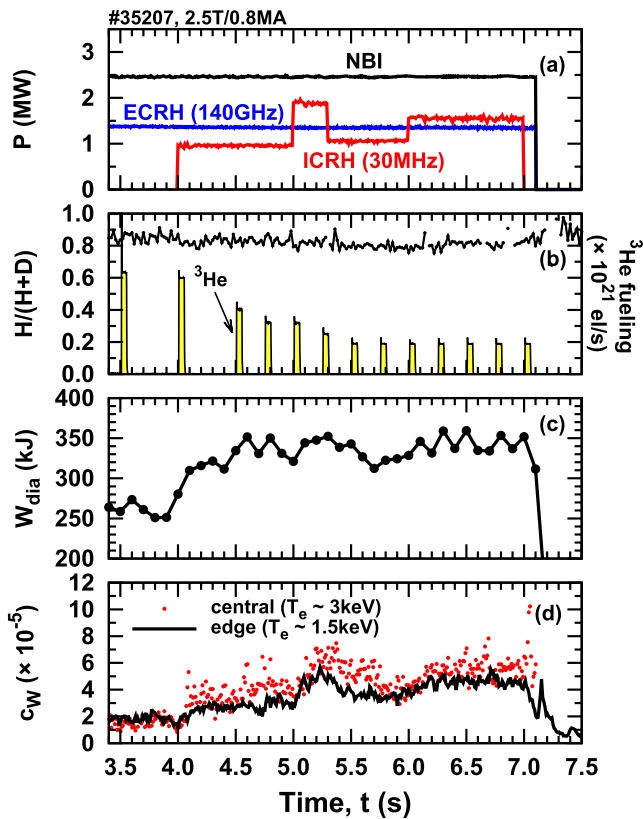 #35207, 2.5T/0.8MA
P (MW)
3
2
1
0
NBI
(a)
ECRH (140GHz)
ICRH (30MHz)
H/(H+D)
1.0
0.8
0.6
0.4
0.2
0.0
³He
(b)
³He fueling
(× 10²¹ el/s)
W_dia (kJ)
400
350
300
250
200
(c)
c_W (× 10⁻⁵)
12
10
8
6
4
2
0
central (T_e ~ 3keV)
edge (T_e ~ 1.5keV)
(d)
3.5 4.0 4.5 5.0 5.5 6.0 6.5 7.0 7.5
Time, t (s)